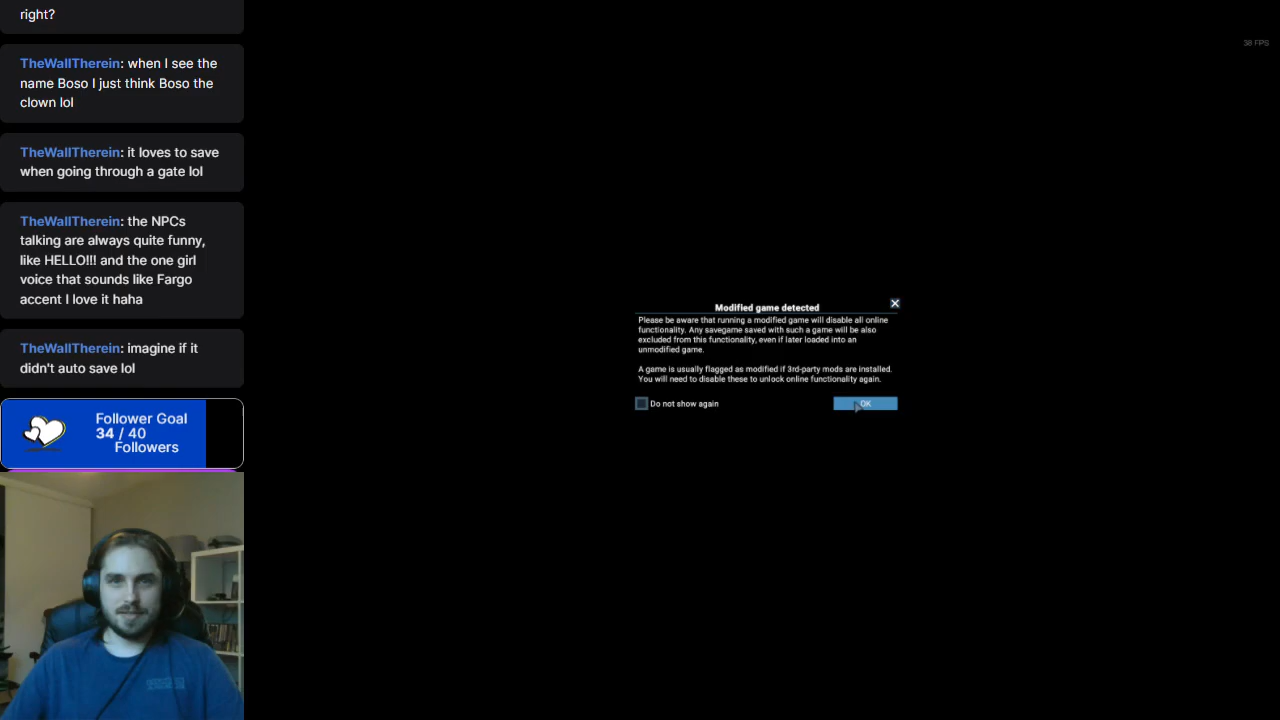 right?
TheWallTherein: when I see the
name Boso I just think Boso the
clown lol
TheWallTherein: it loves to save
when going through a gate lol
TheWallTherein: the NPCs
talking are always quite funny,
like HELLO!!! and the one girl
voice that sounds like Fargo
accent I love it haha
TheWallTherein: imagine if it
didn't auto save lol
Follower Goal
34 / 40
Followers
38 FPS
Modified game detected
Please be aware that running a modified game will disable all online
functionality. Any savegame saved with such a game will be also
excluded from this functionality, even if later loaded into an
unmodified game.
A game is usually flagged as modified if 3rd-party mods are installed.
You will need to disable these to unlock online functionality again.
Do not show again
OK